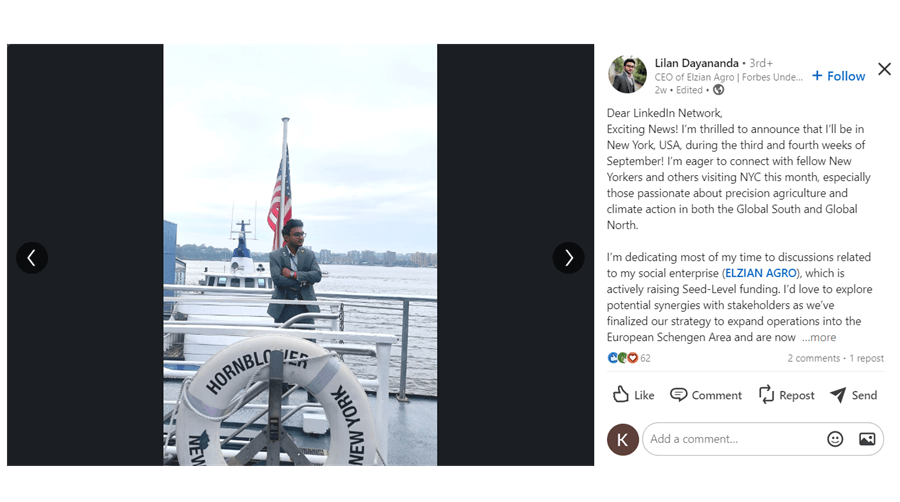 HORNBLOWER
NEW YORK
NEW
Lilan Dayananda • 3rd+
CEO of Elzian Agro | Forbes Unde...
+ Follow
2w • Edited •
Dear LinkedIn Network,
Exciting News! I'm thrilled to announce that I'll be in
New York, USA, during the third and fourth weeks of
September! I'm eager to connect with fellow New
Yorkers and others visiting NYC this month, especially
those passionate about precision agriculture and
climate action in both the Global South and Global
North.
I'm dedicating most of my time to discussions related
to my social enterprise (ELZIAN AGRO), which is
actively raising Seed-Level funding. I'd love to explore
potential synergies with stakeholders as we've
finalized our strategy to expand operations into the
European Schengen Area and are now ...more
62
2 comments • 1 repost
Like
Comment
Repost
Send
K
Add a comment...